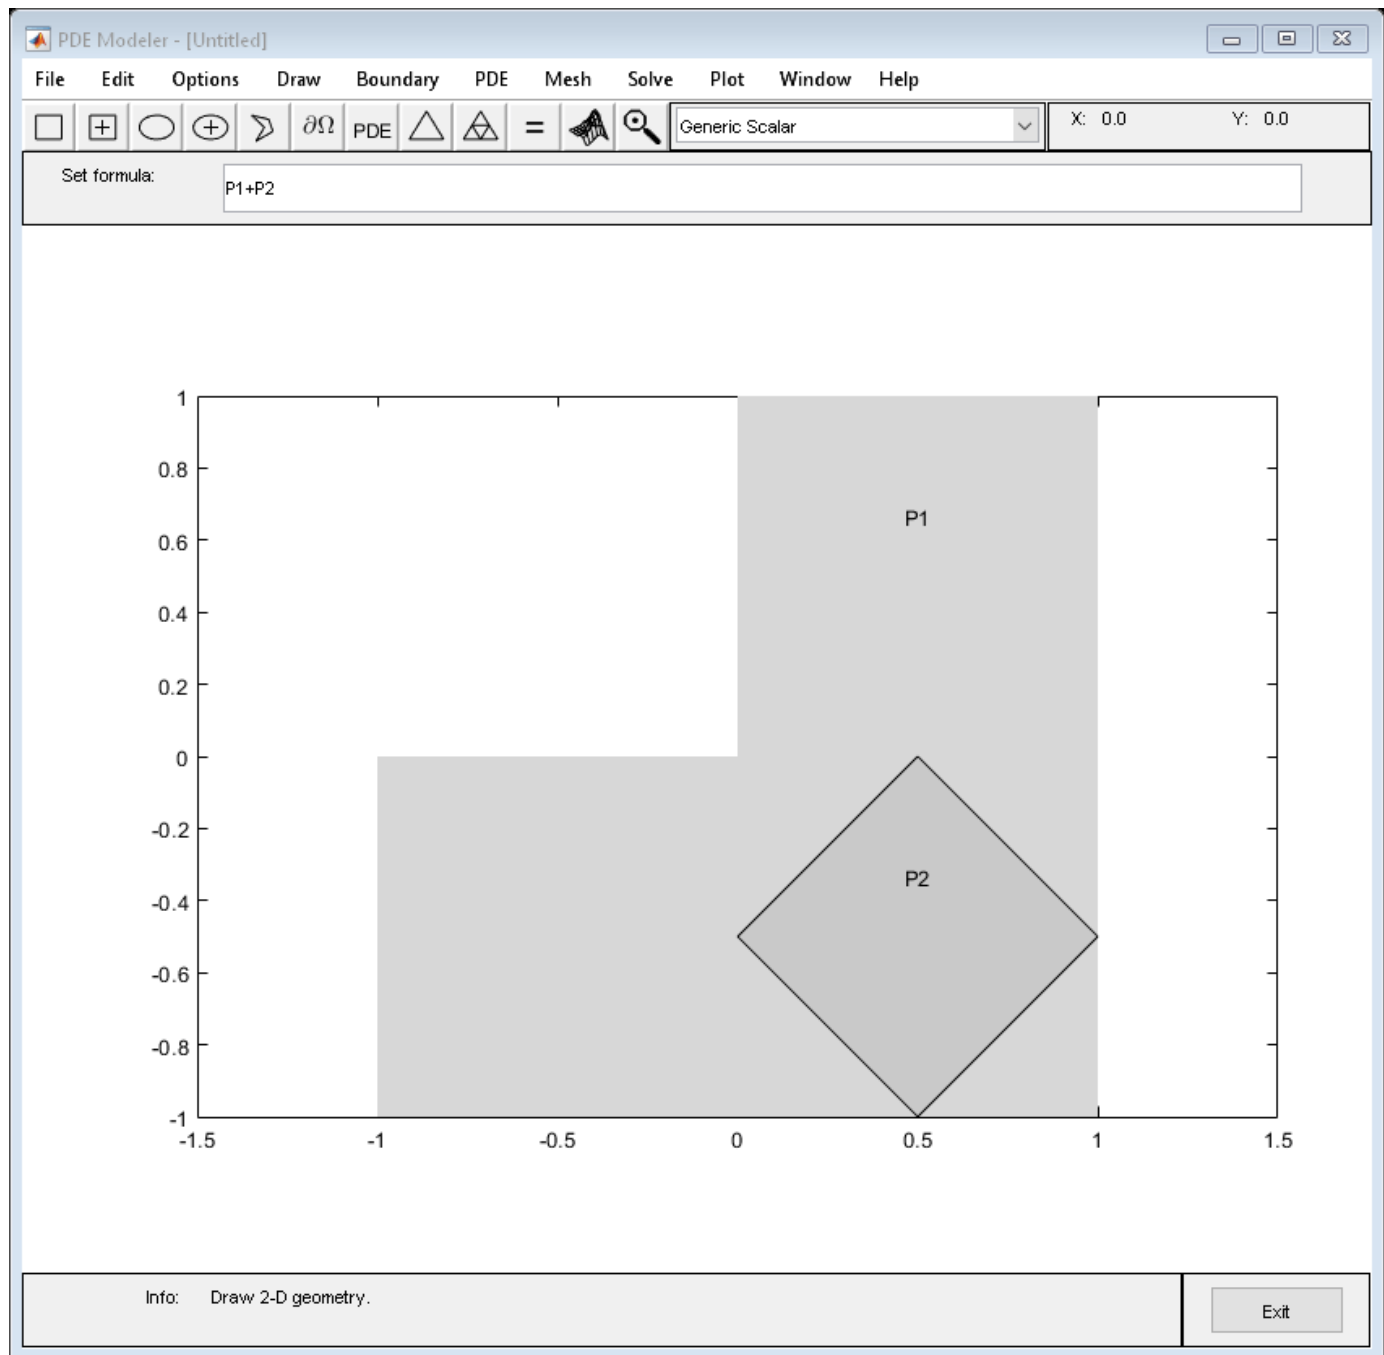 PDE Modeler - [Untitled]
File Edit Options Draw Boundary PDE Mesh Solve Plot Window Help
∂Ω PDE = Generic Scalar X: 0.0 Y: 0.0
Set formula: P1+P2
1
0.8
P1
0.6
0.4
0.2
0
-0.2
P2
-0.4
-0.6
-0.8
-1
-1.5 -1 -0.5 0 0.5 1 1.5
Info: Draw 2-D geometry. Exit